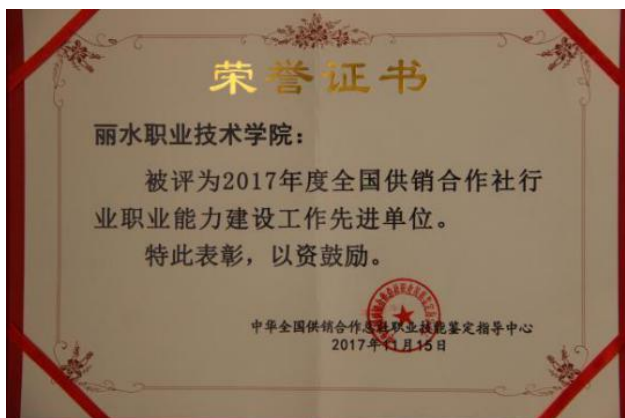 荣誉证书
丽水职业技术学院：
被评为2017年度全国供销合作社行
业职业能力建设工作先进单位。
特此表彰，以资鼓励。
中华全国供销合作总社职业技能鉴定指导中心
2017年11月15日